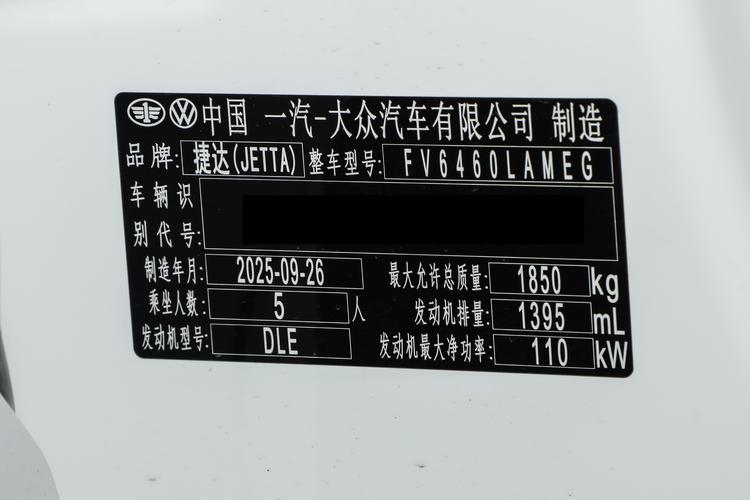 中国 一汽-大众汽车有限公司 制造
品牌: 捷达(JETTA) 整车型号: FV6460LAMEG
车辆识
别代号:
制造年月: 2025-09-26 最大允许总质量: 1850 kg
乘坐人数: 5 人 发动机排量: 1395 mL
发动机型号: DLE 发动机最大净功率: 110 kW